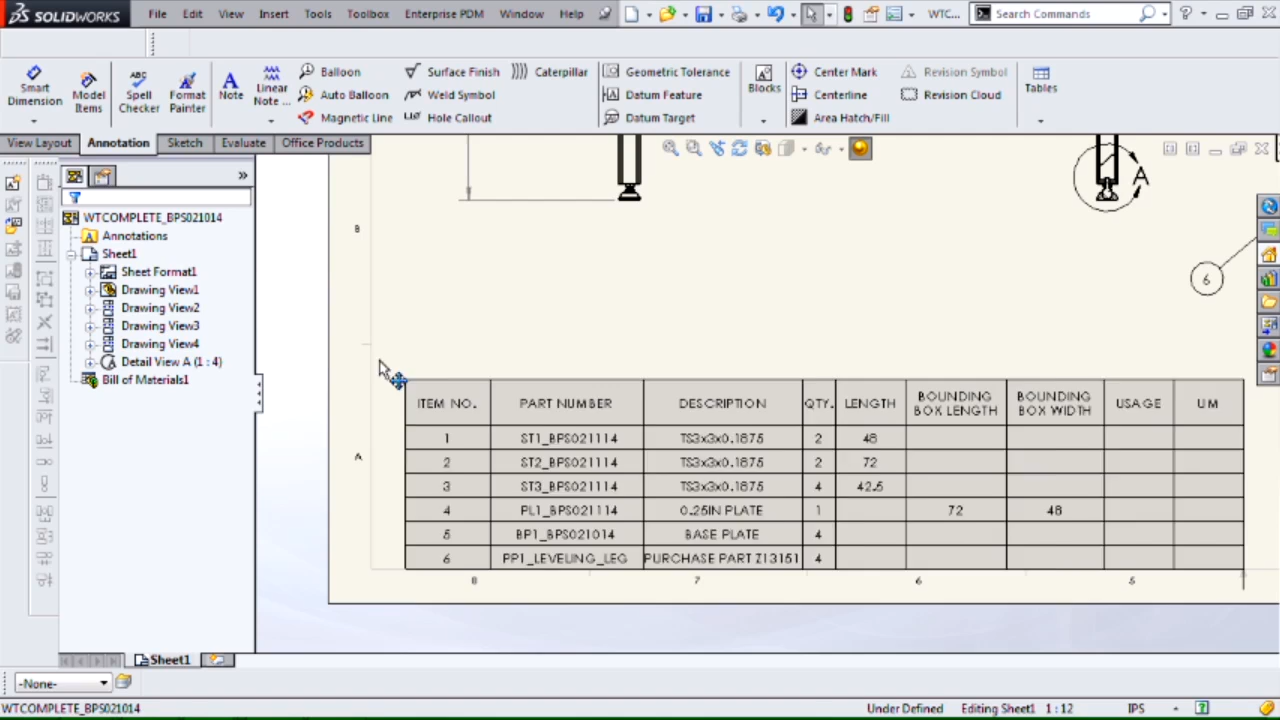 SOLIDWORKS File Edit View Insert Tools Toolbox Enterprise PDM Window Help WTC... Search Commands ?
Smart Dimension
Model Items
ABC Spell Checker
Format Painter
A Note
Linear Note ...
Balloon
Auto Balloon
Magnetic Line
Surface Finish
Weld Symbol
Hole Callout
Caterpillar
Geometric Tolerance
Datum Feature
Datum Target
Blocks
Center Mark
Centerline
Area Hatch/Fill
Revision Symbol
Revision Cloud
Tables
View Layout Annotation Sketch Evaluate Office Products
WTCOMPLETE_BPS021014
Annotations
Sheet1
Sheet Format1
Drawing View1
Drawing View2
Drawing View3
Drawing View4
Detail View A (1 : 4)
Bill of Materials1
A
B
6
A
ITEM NO. PART NUMBER DESCRIPTION QTY. LENGTH BOUNDING BOX LENGTH BOUNDING BOX WIDTH USAGE UM
1 ST1_BPS021114 TS3x3x0.1875 2 48
2 ST2_BPS021114 TS3x3x0.1875 2 72
3 ST3_BPS021114 TS3x3x0.1875 4 42.5
4 PL1_BPS021114 0.25IN PLATE 1 72 48
5 BP1_BPS021014 BASE PLATE 4
6 PP1_LEVELING_LEG PURCHASE PART Z13151 4
8 7 6 5
Sheet1
-None-
WTCOMPLETE_BPS021014 Under Defined Editing Sheet1 1 : 12 IPS ?